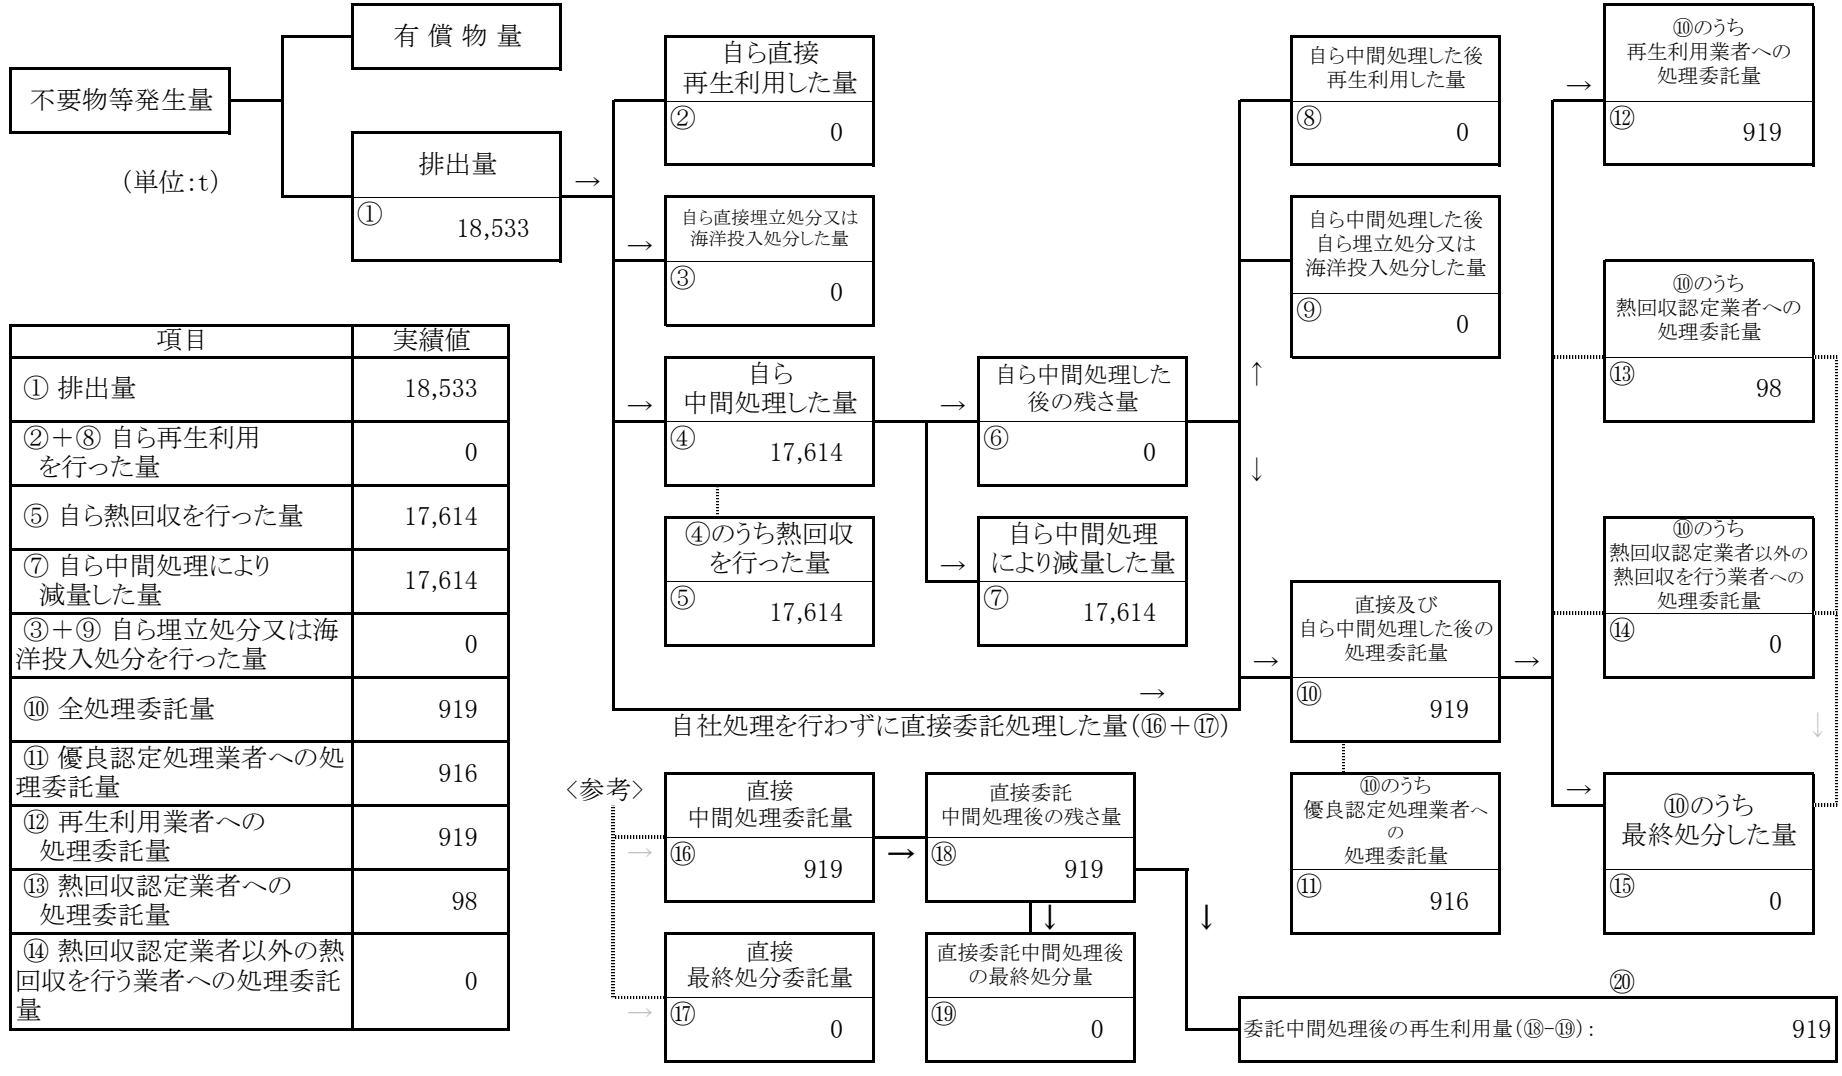 有 償 物 量
不要物等発生量
(単位:t)
排出量
①
18,533
→
自ら直接
再生利用した量
②
0
→
自ら直接埋立処分又は
海洋投入処分した量
③
0
→
自ら
中間処理した量
④
17,614
④のうち熱回収
を行った量
⑤
17,614
→
自ら中間処理した
後の残さ量
⑥
0
→
自ら中間処理
により減量した量
⑦
17,614
自ら中間処理した後
再生利用した量
⑧
0
自ら中間処理した後
自ら埋立処分又は
海洋投入処分した量
⑨
0
↑
↓
→
自社処理を行わずに直接委託処理した量(⑯+⑰)
→
直接及び
自ら中間処理した後の
処理委託量
⑩
919
⑩のうち
優良認定処理業者へ
の
処理委託量
⑪
916
→
→
⑩のうち
再生利用業者への
処理委託量
⑫
919
⑩のうち
熱回収認定業者への
処理委託量
⑬
98
⑩のうち
熱回収認定業者以外の
熱回収を行う業者への
処理委託量
⑭
0
↓
→
⑩のうち
最終処分した量
⑮
0
項目 実績値
① 排出量 18,533
②+⑧ 自ら再生利用
を行った量 0
⑤ 自ら熱回収を行った量 17,614
⑦ 自ら中間処理により
減量した量 17,614
③+⑨ 自ら埋立処分又は海
洋投入処分を行った量 0
⑩ 全処理委託量 919
⑪ 優良認定処理業者への処
理委託量 916
⑫ 再生利用業者への
処理委託量 919
⑬ 熱回収認定業者への
処理委託量 98
⑭ 熱回収認定業者以外の熱
回収を行う業者への処理委託
量 0
<参考>
→
直接
中間処理委託量
⑯
919
→
直接委託
中間処理後の残さ量
⑱
919
↓
↓
→
直接
最終処分委託量
⑰
0
直接委託中間処理後
の最終処分量
⑲
0
⑳
委託中間処理後の再生利用量(⑱-⑲): 919